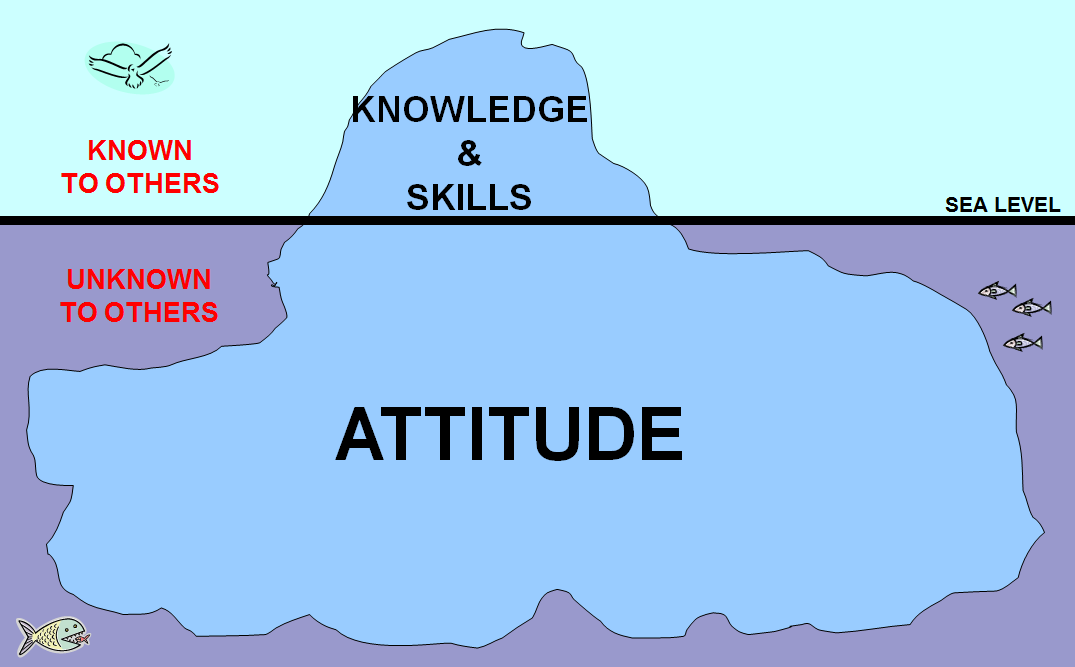 KNOWLEDGE
&
SKILLS
KNOWN
TO OTHERS
SEA LEVEL
UNKNOWN
TO OTHERS
ATTITUDE